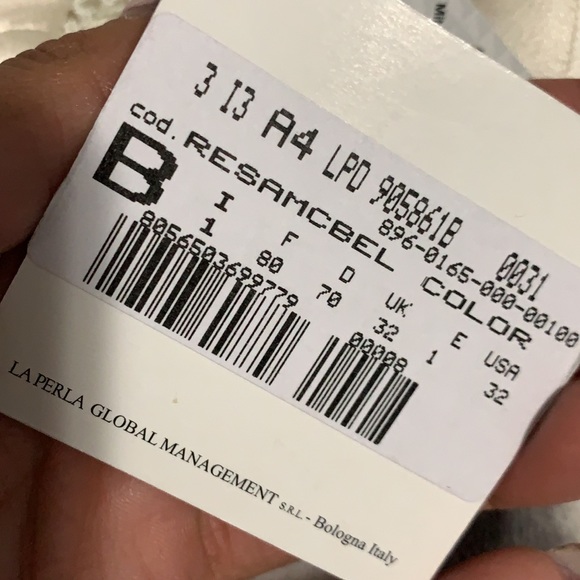 3 I3 A4 LPD 905861B 0031
cod. RESAMCBEL COLOR
896-0165-000-00100
B
I F D UK E USA
1 80 70 32 1 32
8056503699779
00008
LA PERLA GLOBAL MANAGEMENT S.R.L. - Bologna Italy